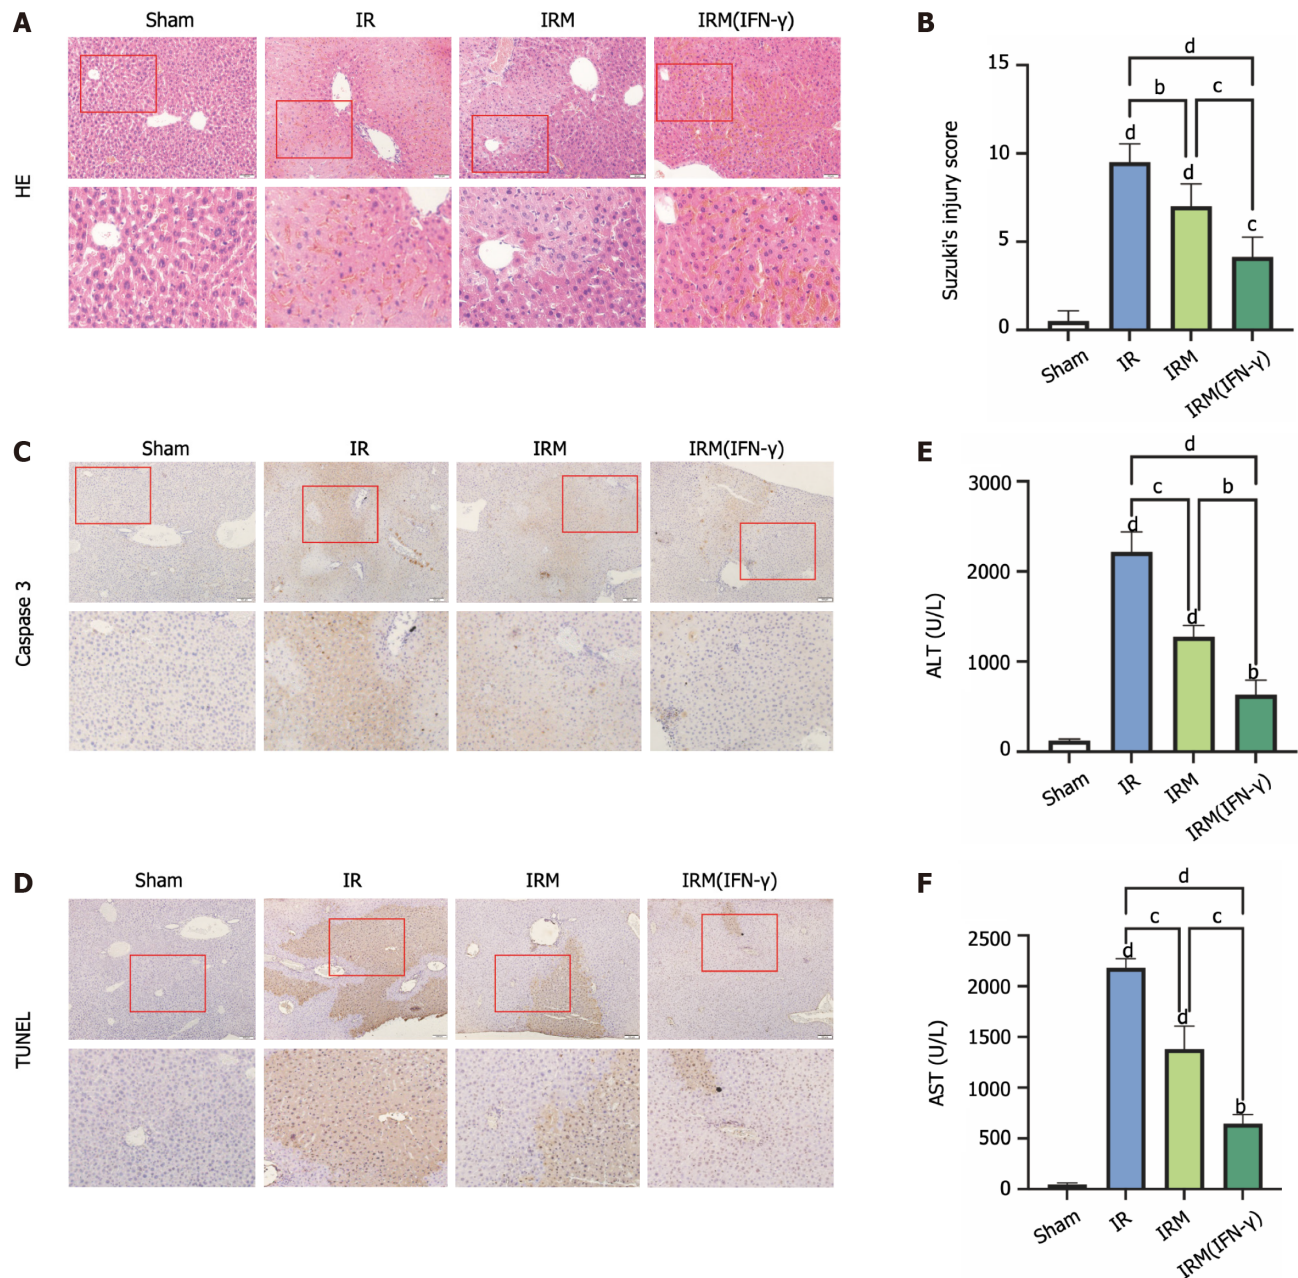 A
Sham
IR
IRM
IRM(IFN-γ)
HE
B
d
b
c
d
d
c
15
10
5
0
Suzuki's injury score
Sham
IR
IRM
IRM(IFN-γ)
C
Sham
IR
IRM
IRM(IFN-γ)
Caspase 3
E
d
c
b
d
d
b
3000
2000
1000
0
ALT (U/L)
Sham
IR
IRM
IRM(IFN-γ)
D
Sham
IR
IRM
IRM(IFN-γ)
TUNEL
F
d
c
c
d
d
b
2500
2000
1500
1000
500
0
AST (U/L)
Sham
IR
IRM
IRM(IFN-γ)